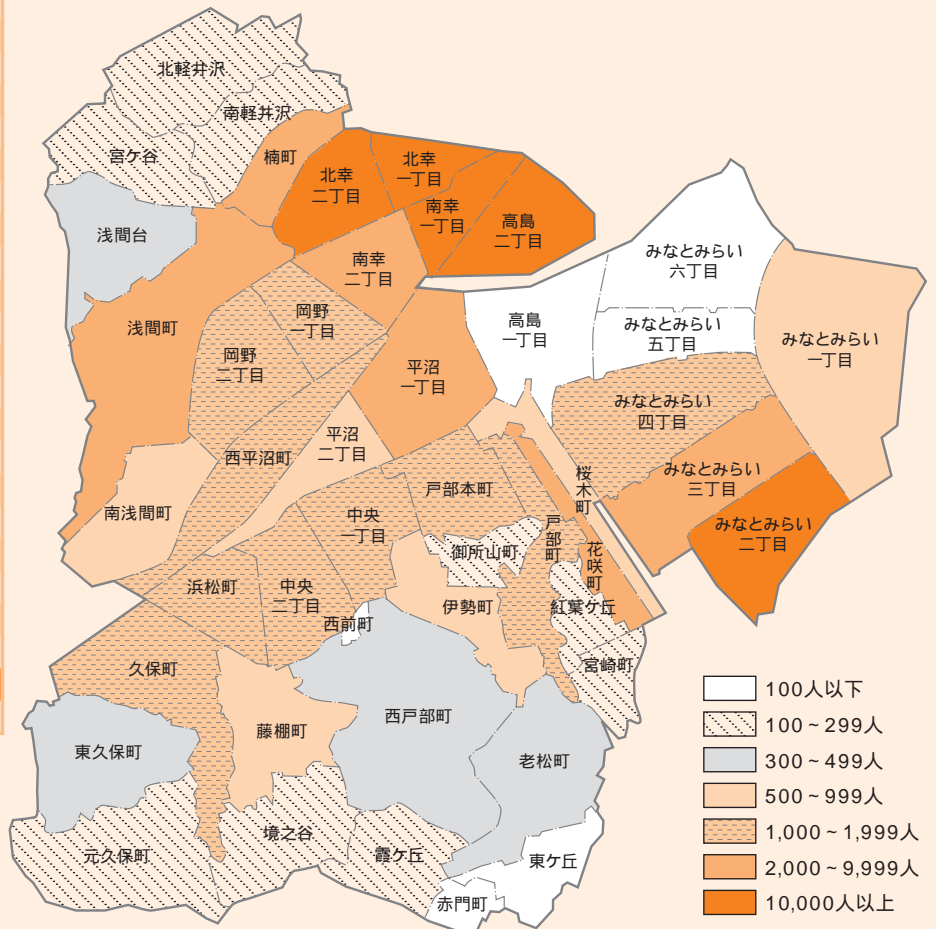 北軽井沢
南軽井沢
宮ケ谷
楠町
北幸
二丁目
北幸
一丁目
南幸
一丁目
高島
二丁目
浅間台
南幸
二丁目
みなとみらい
六丁目
浅間町
岡野
一丁目
高島
一丁目
みなとみらい
五丁目
みなとみらい
一丁目
岡野
二丁目
平沼
一丁目
みなとみらい
四丁目
平沼
二丁目
西平沼町
みなとみらい
三丁目
桜木町
戸部本町
南浅間町
中央
一丁目
みなとみらい
二丁目
戸部町
御所山町
花咲町
浜松町
中央
二丁目
伊勢町
紅葉ケ丘
西前町
久保町
宮崎町
西戸部町
藤棚町
東久保町
老松町
境之谷
元久保町
霞ケ丘
東ケ丘
赤門町
100人以下
100~299人
300~499人
500~999人
1,000~1,999人
2,000~9,999人
10,000人以上